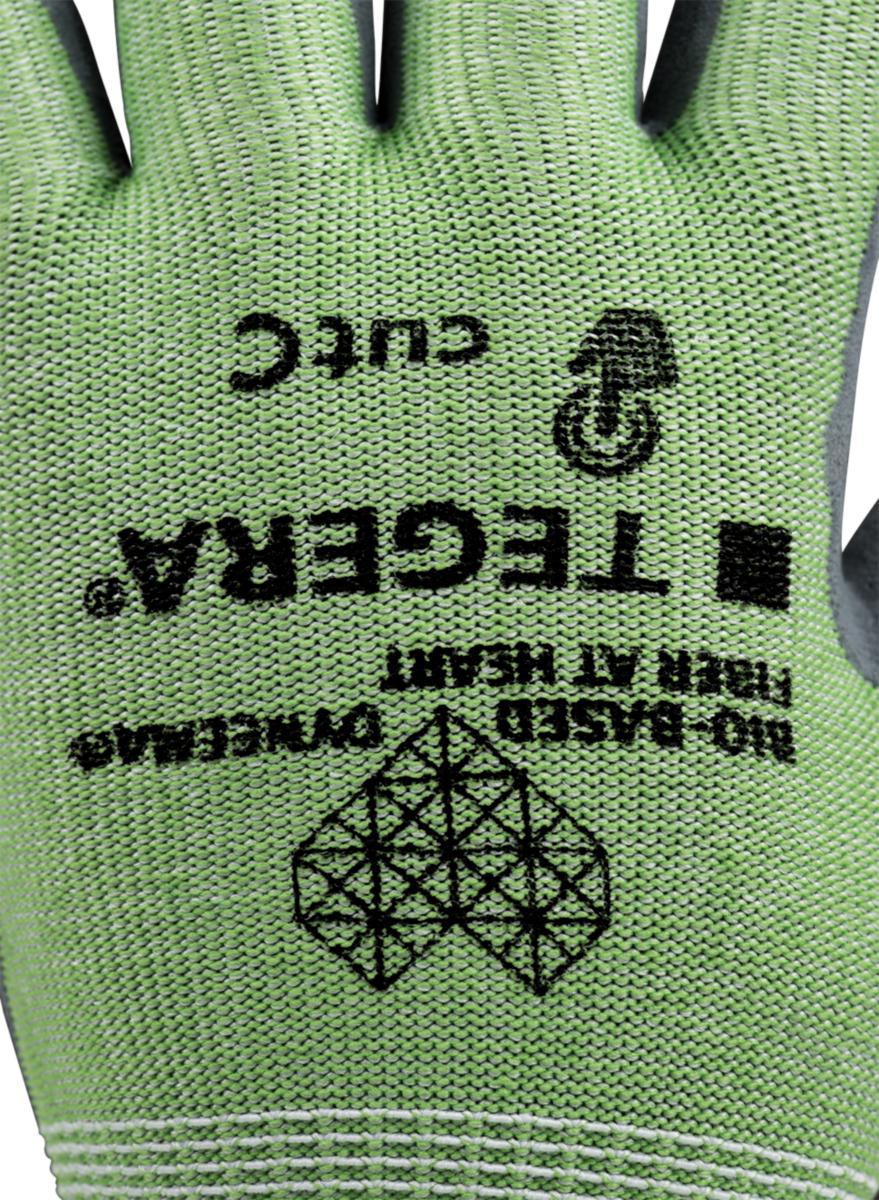 BIO-BASED DYNEEMA®
FIBER AT HEART
TEGERA®
cut C